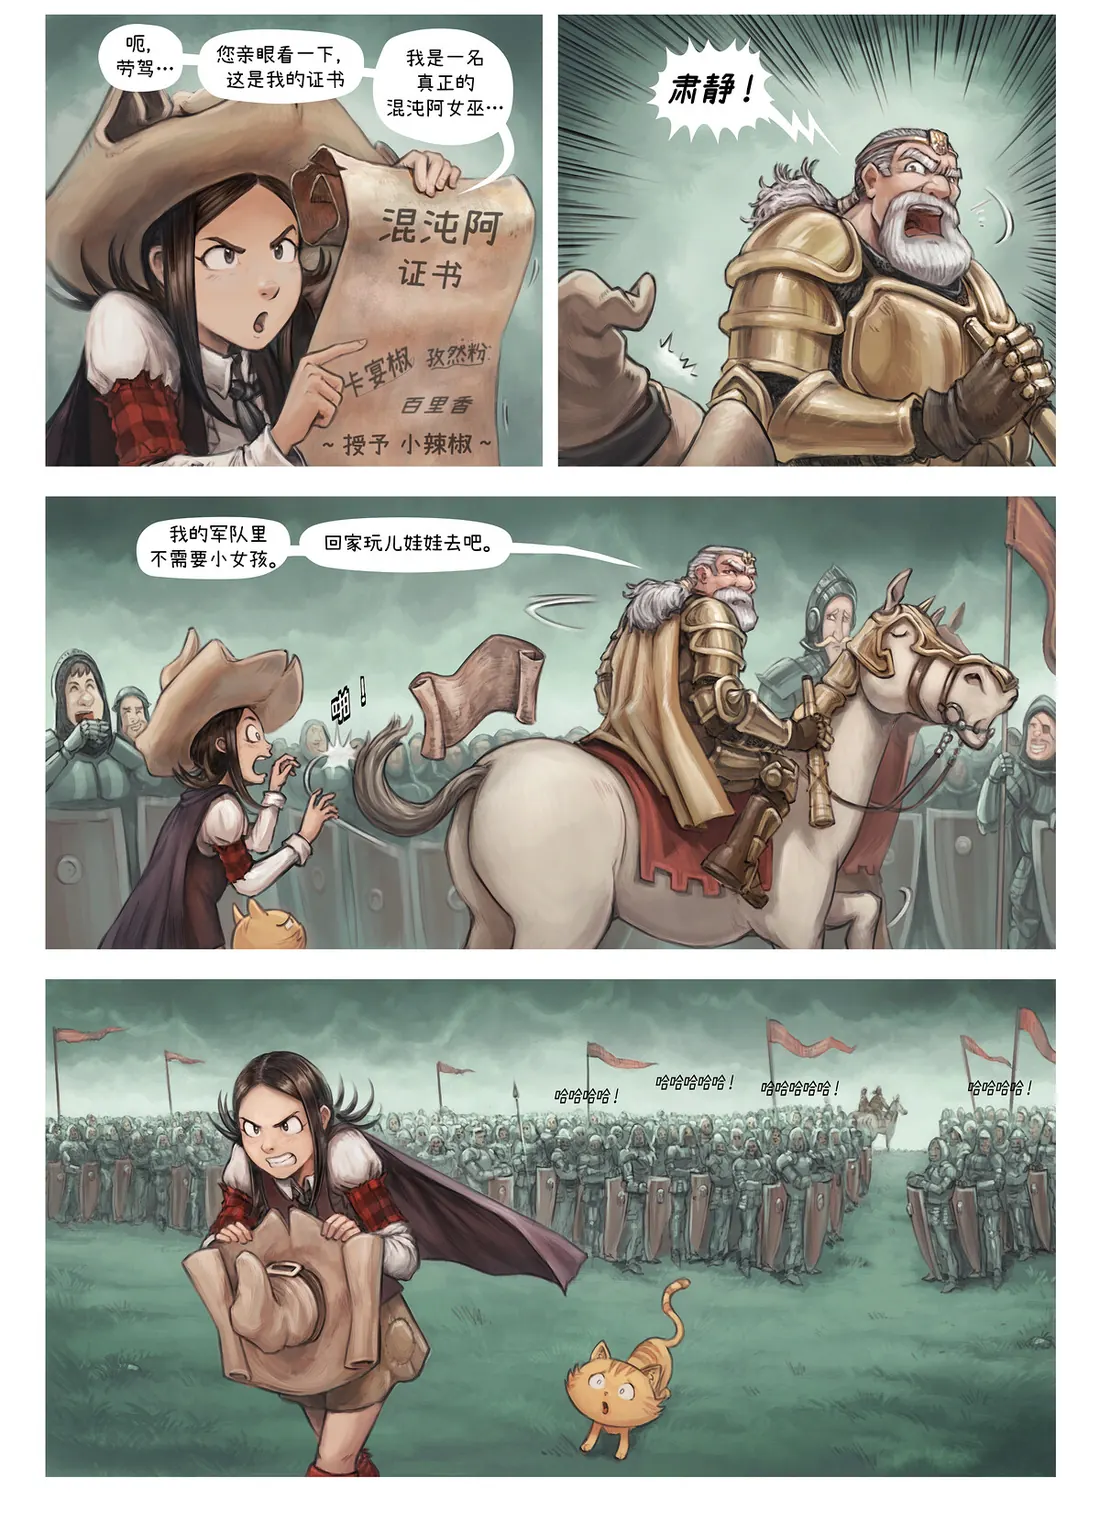 呃，
劳驾…
您亲眼看一下，
这是我的证书
我是一名
真正的
混沌阿女巫…
混沌阿
证书
卡宴椒 孜然粉
百里香
~ 授予 小辣椒 ~
肃静！
我的军队里
不需要小女孩。
回家玩儿娃娃去吧。
啪！
哈哈哈哈！
哈哈哈哈哈！
哈哈哈哈哈！
哈哈哈哈！